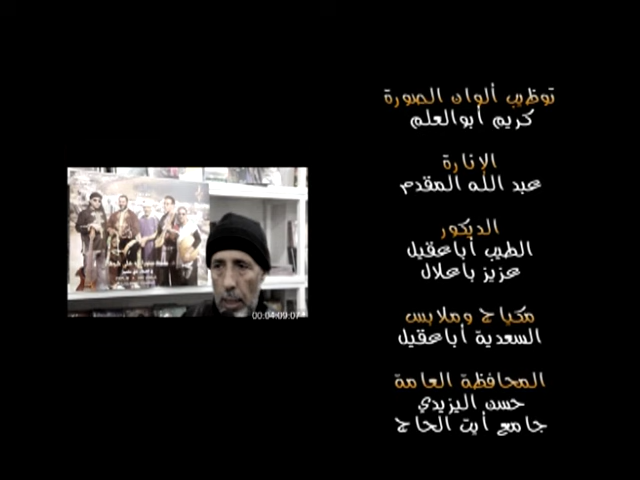 توظيب ألوان الصورة
كريم أبوالعلم
الإنارة
عبد الله المقدم
الديكور
الطيب أباعقيل
عزيز باعلال
مكياج وملابس
السعدية أباعقيل
المحافظة العامة
حسن اليزيدي
جامع أيت الحاج
00:04:09:07